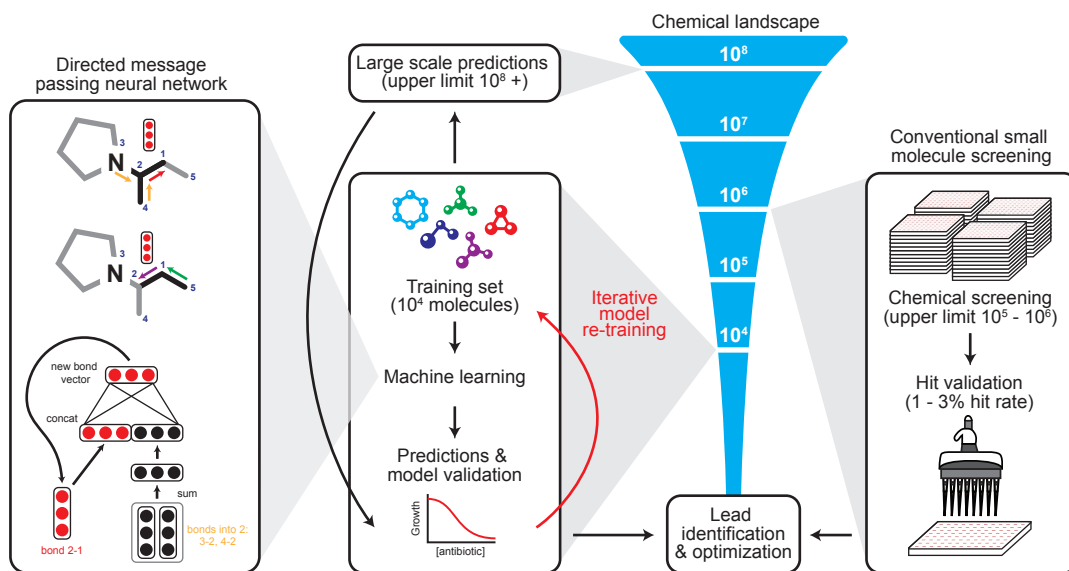 Directed message
passing neural network
3
N
2
1
5
4
3
N
2
1
5
4
new bond
vector
concat
sum
bond 2-1
bonds into 2:
3-2, 4-2
Large scale predictions
(upper limit 10⁸ +)
Training set
(10⁴ molecules)
Machine learning
Predictions &
model validation
Growth
[antibiotic]
Iterative
model
re-training
Chemical landscape
10⁸
10⁷
10⁶
10⁵
10⁴
Lead
identification
& optimization
Conventional small
molecule screening
Chemical screening
(upper limit 10⁵ - 10⁶)
Hit validation
(1 - 3% hit rate)